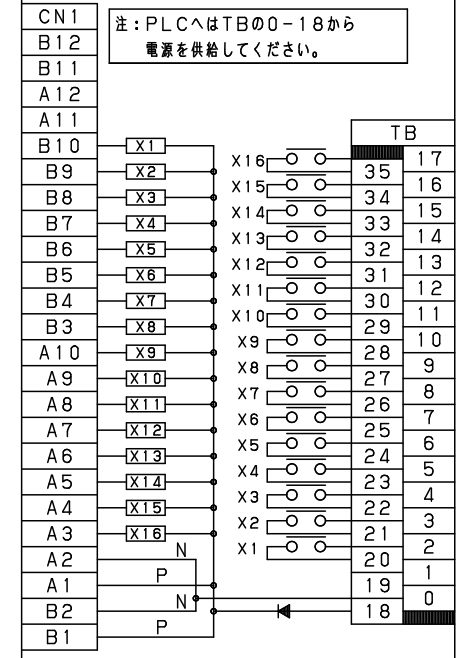 CN1
B12
B11
A12
A11
B10
B9
B8
B7
B6
B5
B4
B3
A10
A9
A8
A7
A6
A5
A4
A3
A2
A1
B2
B1
注：PLCへはTBの0－18から
電源を供給してください。
X1
X2
X3
X4
X5
X6
X7
X8
X9
X10
X11
X12
X13
X14
X15
X16
N
P
N
P
X16
X15
X14
X13
X12
X11
X10
X9
X8
X7
X6
X5
X4
X3
X2
X1
TB
35
34
33
32
31
30
29
28
27
26
25
24
23
22
21
20
19
18
17
16
15
14
13
12
11
10
9
8
7
6
5
4
3
2
1
0